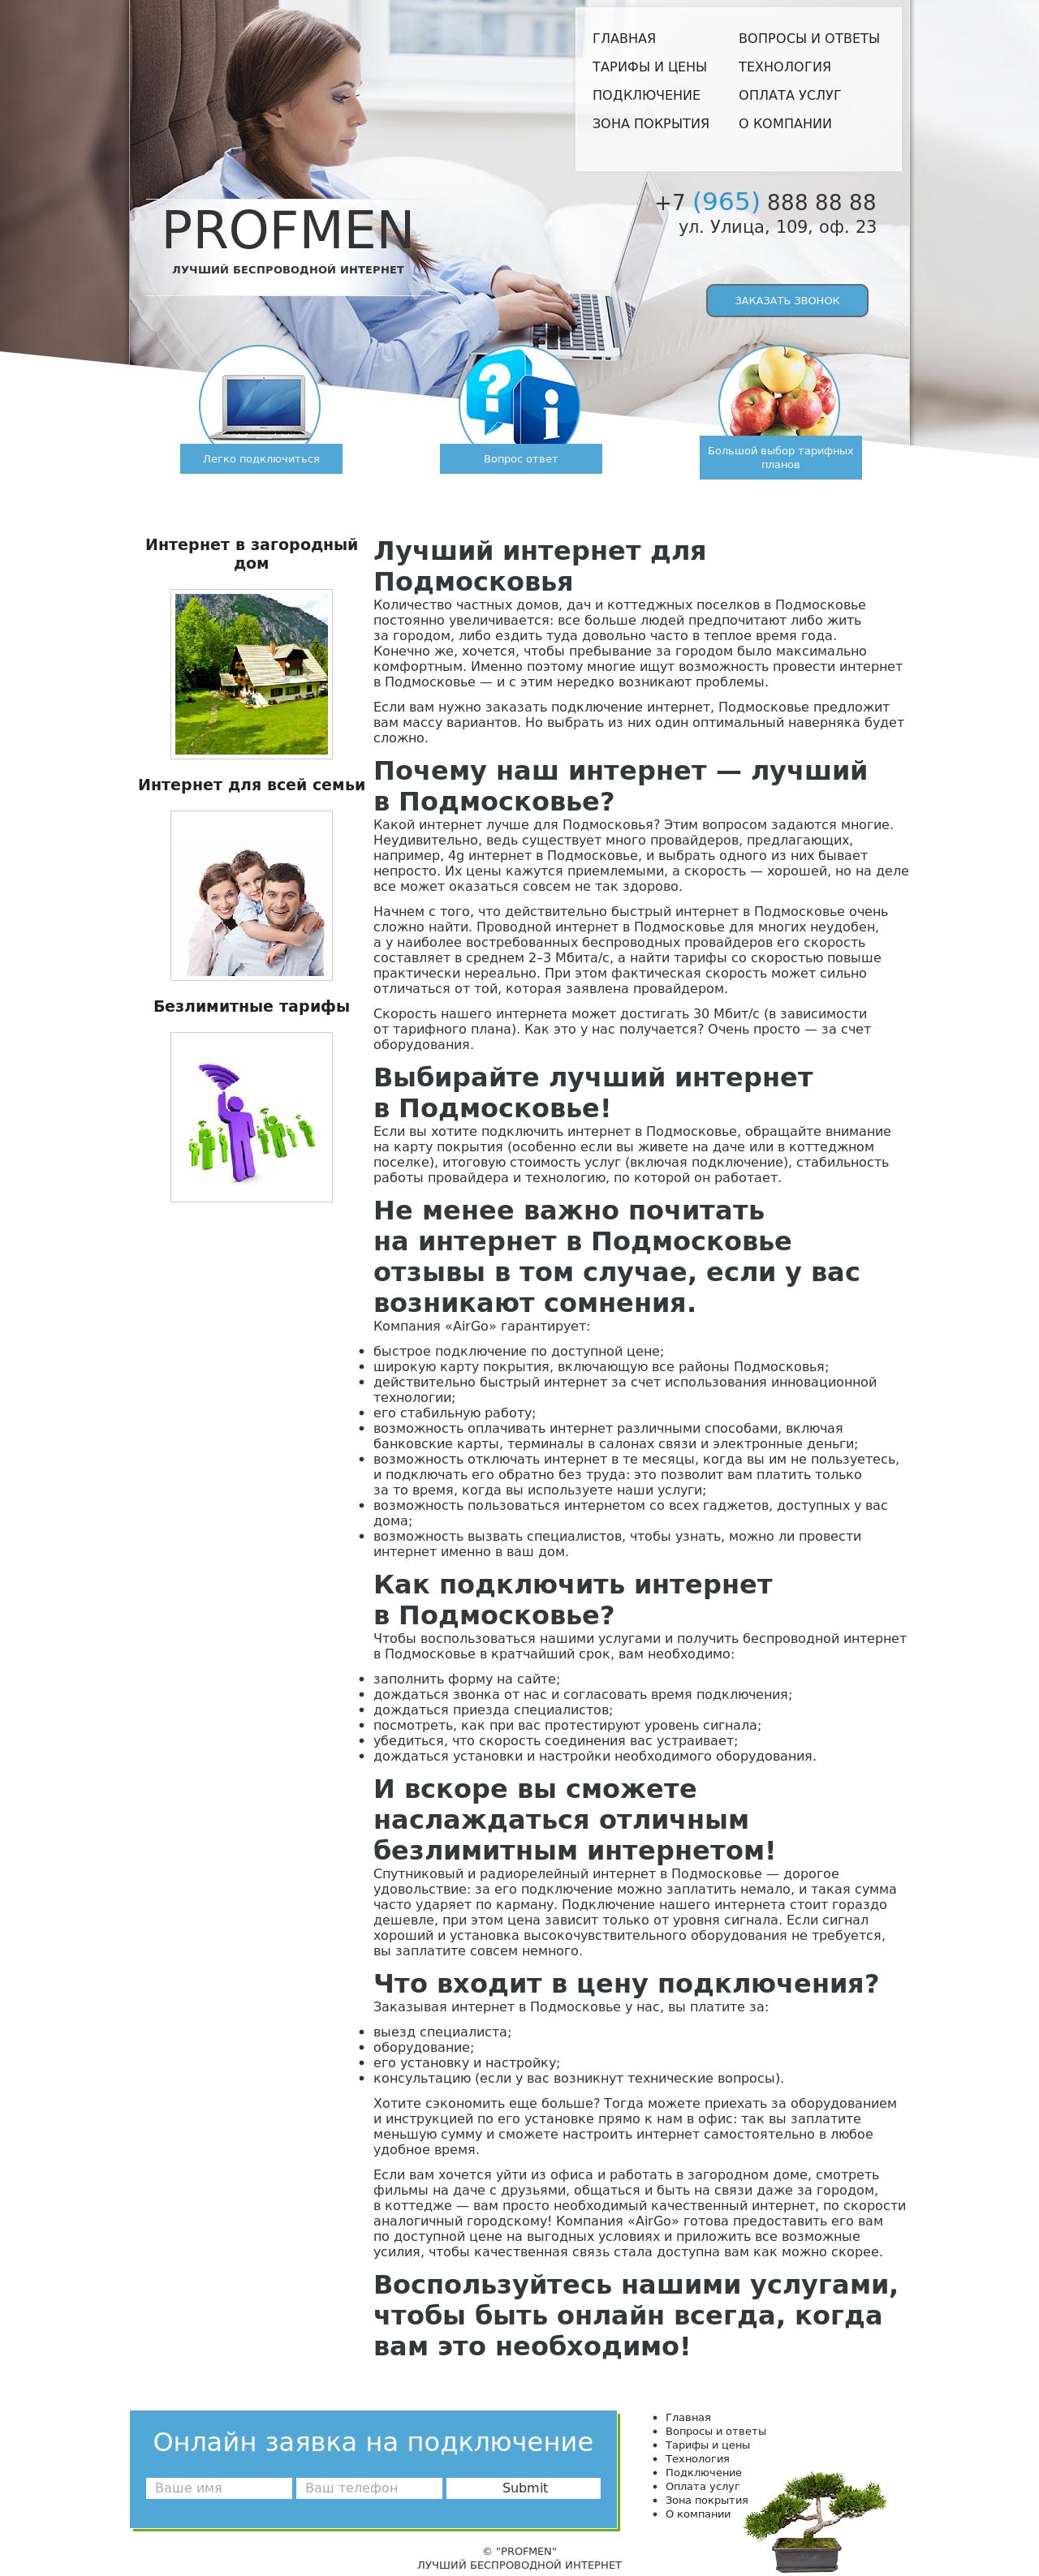 ГЛАВНАЯ
ВОПРОСЫ И ОТВЕТЫ
ТАРИФЫ И ЦЕНЫ
ТЕХНОЛОГИЯ
ПОДКЛЮЧЕНИЕ
ОПЛАТА УСЛУГ
ЗОНА ПОКРЫТИЯ
О КОМПАНИИ
+7 (965) 888 88 88
ул. Улица, 109, оф. 23
PROFMEN
ЛУЧШИЙ БЕСПРОВОДНОЙ ИНТЕРНЕТ
ЗАКАЗАТЬ ЗВОНОК
Легко подключиться
Вопрос ответ
Большой выбор тарифных
планов
Интернет в загородный
дом
Интернет для всей семьи
Безлимитные тарифы
Лучший интернет для
Подмосковья
Количество частных домов, дач и коттеджных поселков в Подмосковье
постоянно увеличивается: все больше людей предпочитают либо жить
за городом, либо ездить туда довольно часто в теплое время года.
Конечно же, хочется, чтобы пребывание за городом было максимально
комфортным. Именно поэтому многие ищут возможность провести интернет
в Подмосковье — и с этим нередко возникают проблемы.
Если вам нужно заказать подключение интернет, Подмосковье предложит
вам массу вариантов. Но выбрать из них один оптимальный наверняка будет
сложно.
Почему наш интернет — лучший
в Подмосковье?
Какой интернет лучше для Подмосковья? Этим вопросом задаются многие.
Неудивительно, ведь существует много провайдеров, предлагающих,
например, 4g интернет в Подмосковье, и выбрать одного из них бывает
непросто. Их цены кажутся приемлемыми, а скорость — хорошей, но на деле
все может оказаться совсем не так здорово.
Начнем с того, что действительно быстрый интернет в Подмосковье очень
сложно найти. Проводной интернет в Подмосковье для многих неудобен,
а у наиболее востребованных беспроводных провайдеров его скорость
составляет в среднем 2–3 Мбита/с, а найти тарифы со скоростью повыше
практически нереально. При этом фактическая скорость может сильно
отличаться от той, которая заявлена провайдером.
Скорость нашего интернета может достигать 30 Мбит/с (в зависимости
от тарифного плана). Как это у нас получается? Очень просто — за счет
оборудования.
Выбирайте лучший интернет
в Подмосковье!
Если вы хотите подключить интернет в Подмосковье, обращайте внимание
на карту покрытия (особенно если вы живете на даче или в коттеджном
поселке), итоговую стоимость услуг (включая подключение), стабильность
работы провайдера и технологию, по которой он работает.
Не менее важно почитать
на интернет в Подмосковье
отзывы в том случае, если у вас
возникают сомнения.
Компания «AirGo» гарантирует:
• быстрое подключение по доступной цене;
• широкую карту покрытия, включающую все районы Подмосковья;
• действительно быстрый интернет за счет использования инновационной
технологии;
• его стабильную работу;
• возможность оплачивать интернет различными способами, включая
банковские карты, терминалы в салонах связи и электронные деньги;
• возможность отключать интернет в те месяцы, когда вы им не пользуетесь,
и подключать его обратно без труда: это позволит вам платить только
за то время, когда вы используете наши услуги;
• возможность пользоваться интернетом со всех гаджетов, доступных у вас
дома;
• возможность вызвать специалистов, чтобы узнать, можно ли провести
интернет именно в ваш дом.
Как подключить интернет
в Подмосковье?
Чтобы воспользоваться нашими услугами и получить беспроводной интернет
в Подмосковье в кратчайший срок, вам необходимо:
• заполнить форму на сайте;
• дождаться звонка от нас и согласовать время подключения;
• дождаться приезда специалистов;
• посмотреть, как при вас протестируют уровень сигнала;
• убедиться, что скорость соединения вас устраивает;
• дождаться установки и настройки необходимого оборудования.
И вскоре вы сможете
наслаждаться отличным
безлимитным интернетом!
Спутниковый и радиорелейный интернет в Подмосковье — дорогое
удовольствие: за его подключение можно заплатить немало, и такая сумма
часто ударяет по карману. Подключение нашего интернета стоит гораздо
дешевле, при этом цена зависит только от уровня сигнала. Если сигнал
хороший и установка высокочувствительного оборудования не требуется,
вы заплатите совсем немного.
Что входит в цену подключения?
Заказывая интернет в Подмосковье у нас, вы платите за:
• выезд специалиста;
• оборудование;
• его установку и настройку;
• консультацию (если у вас возникнут технические вопросы).
Хотите сэкономить еще больше? Тогда можете приехать за оборудованием
и инструкцией по его установке прямо к нам в офис: так вы заплатите
меньшую сумму и сможете настроить интернет самостоятельно в любое
удобное время.
Если вам хочется уйти из офиса и работать в загородном доме, смотреть
фильмы на даче с друзьями, общаться и быть на связи даже за городом,
в коттедже — вам просто необходимый качественный интернет, по скорости
аналогичный городскому! Компания «AirGo» готова предоставить его вам
по доступной цене на выгодных условиях и приложить все возможные
усилия, чтобы качественная связь стала доступна вам как можно скорее.
Воспользуйтесь нашими услугами,
чтобы быть онлайн всегда, когда
вам это необходимо!
Онлайн заявка на подключение
Ваше имя
Ваш телефон
Submit
• Главная
• Вопросы и ответы
• Тарифы и цены
• Технология
• Подключение
• Оплата услуг
• Зона покрытия
• О компании
© "PROFMEN"
ЛУЧШИЙ БЕСПРОВОДНОЙ ИНТЕРНЕТ